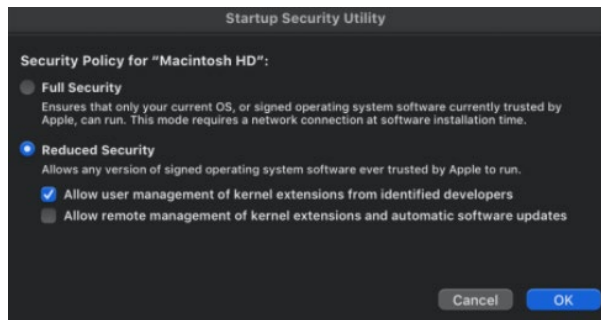 Startup Security Utility
Security Policy for “Macintosh HD”:
Full Security
Ensures that only your current OS, or signed operating system software currently trusted by
Apple, can run. This mode requires a network connection at software installation time.
Reduced Security
Allows any version of signed operating system software ever trusted by Apple to run.
Allow user management of kernel extensions from identified developers
Allow remote management of kernel extensions and automatic software updates
Cancel OK